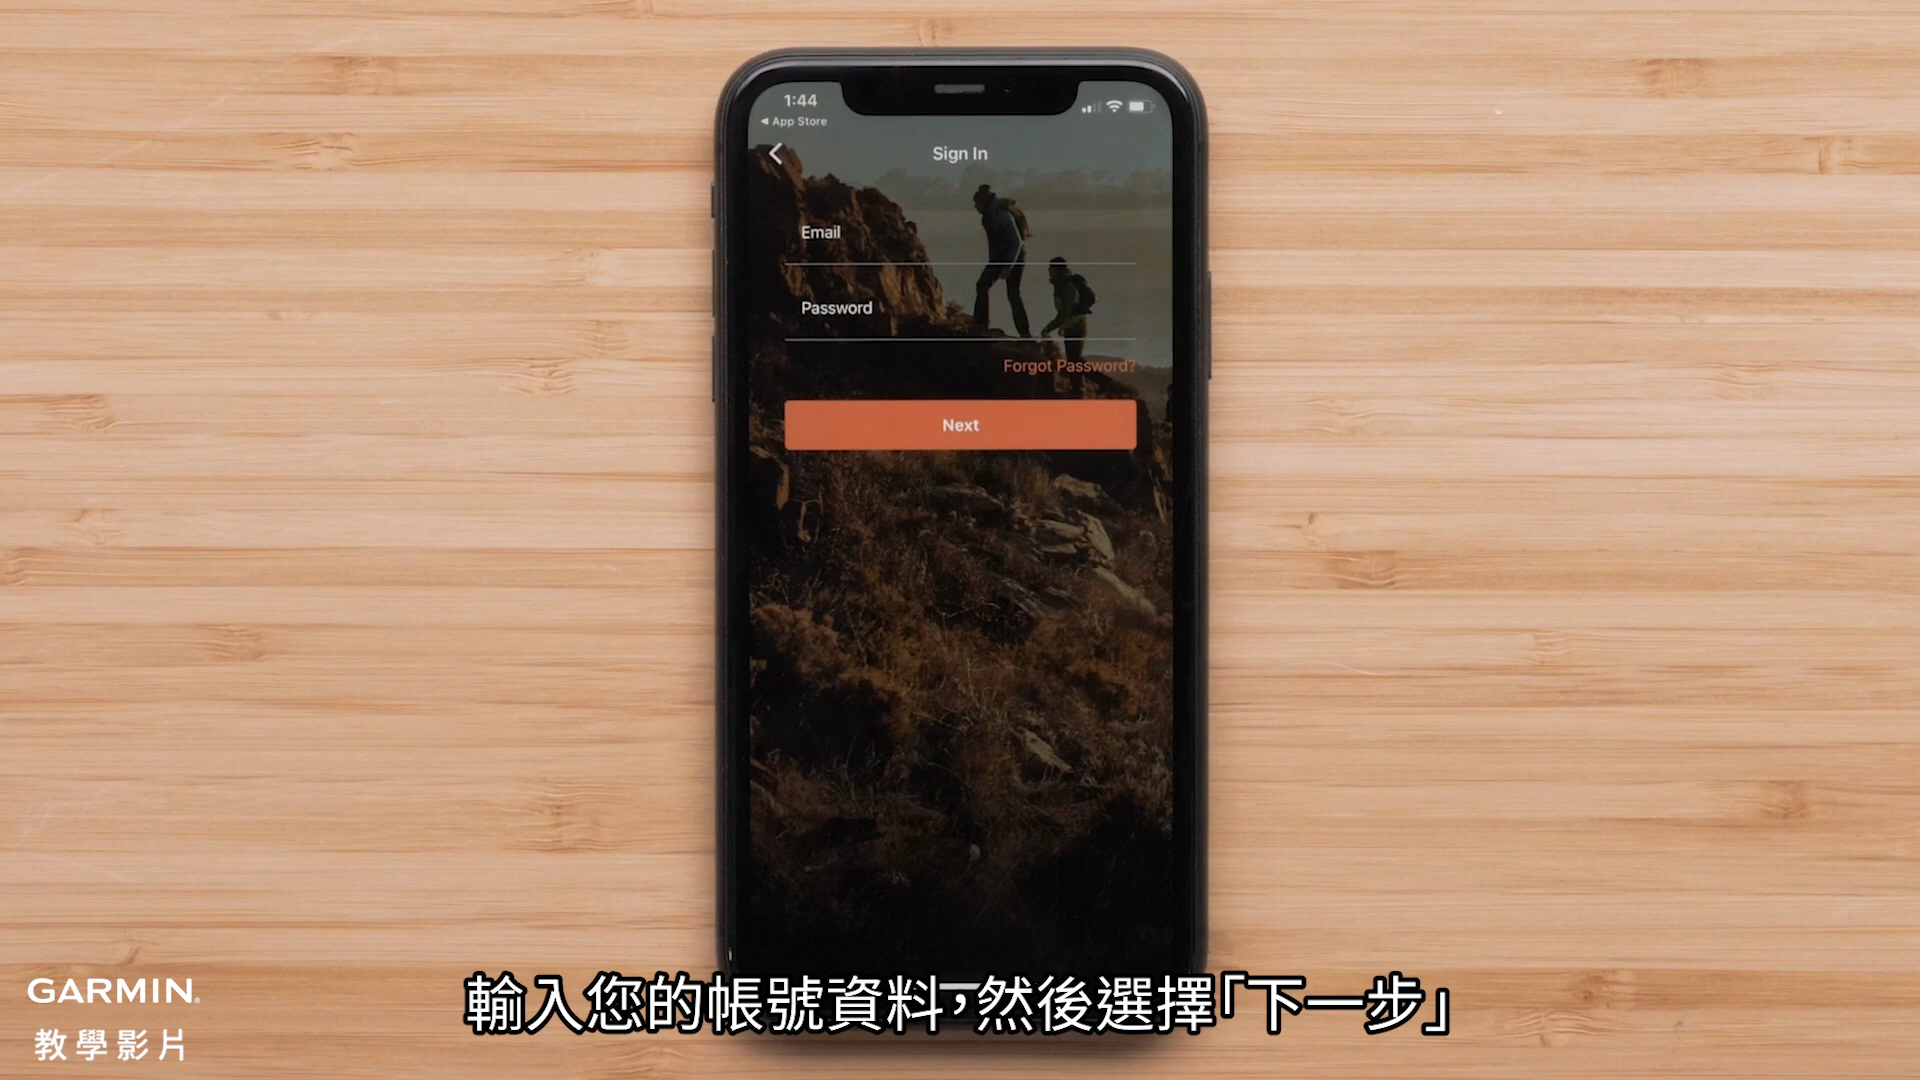 1:44
◀ App Store
Sign In
Email
Password
Forgot Password?
Next
輸入您的帳號資料，然後選擇「下一步」
GARMIN®
教學影片